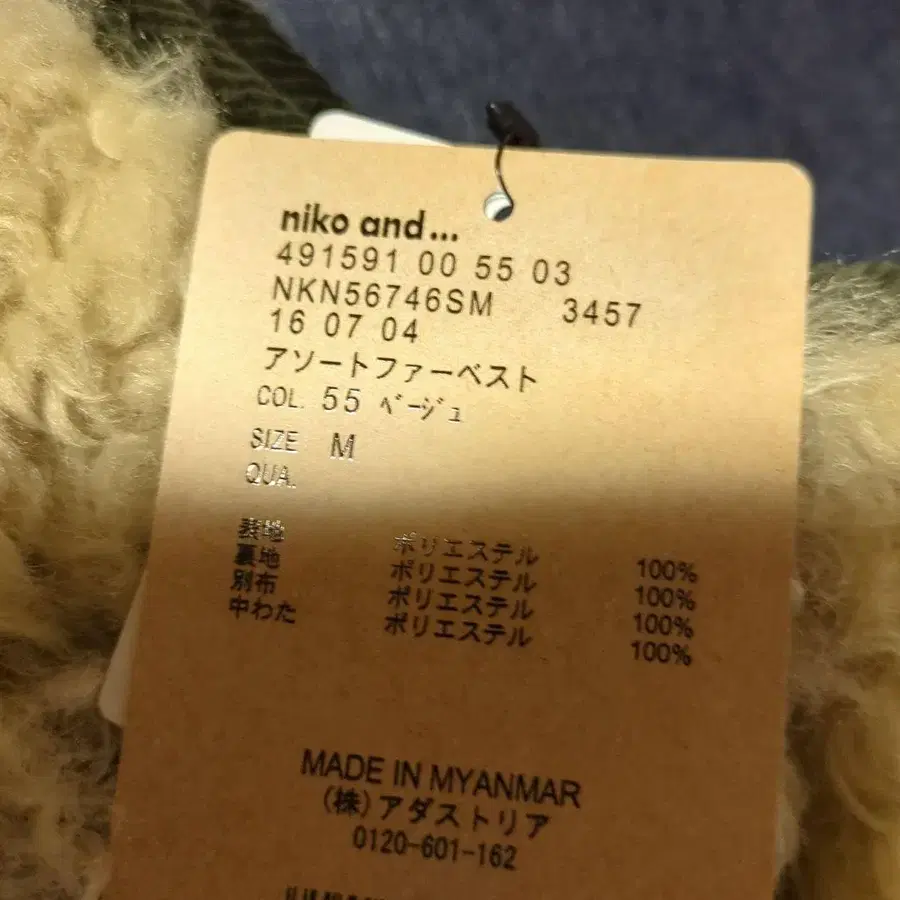 niko and...
491591 00 55 03
NKN56746SM 3457
16 07 04
アソートファーベスト
COL. 55 ﾍﾞｰｼﾞｭ
SIZE M
QUA.
表地 ポリエステル 100%
裏地 ポリエステル 100%
別布 ポリエステル 100%
中わた ポリエステル 100%
MADE IN MYANMAR
(株)アダストリア
0120-601-162